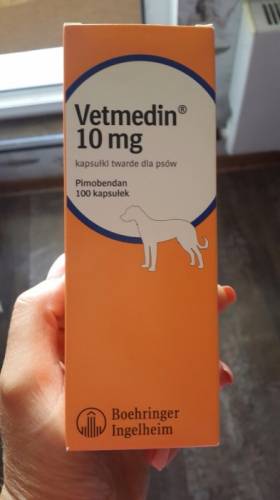 Vetmedin®
10 mg
kapsułki twarde dla psów
Pimobendan
100 kapsułek
Boehringer
Ingelheim